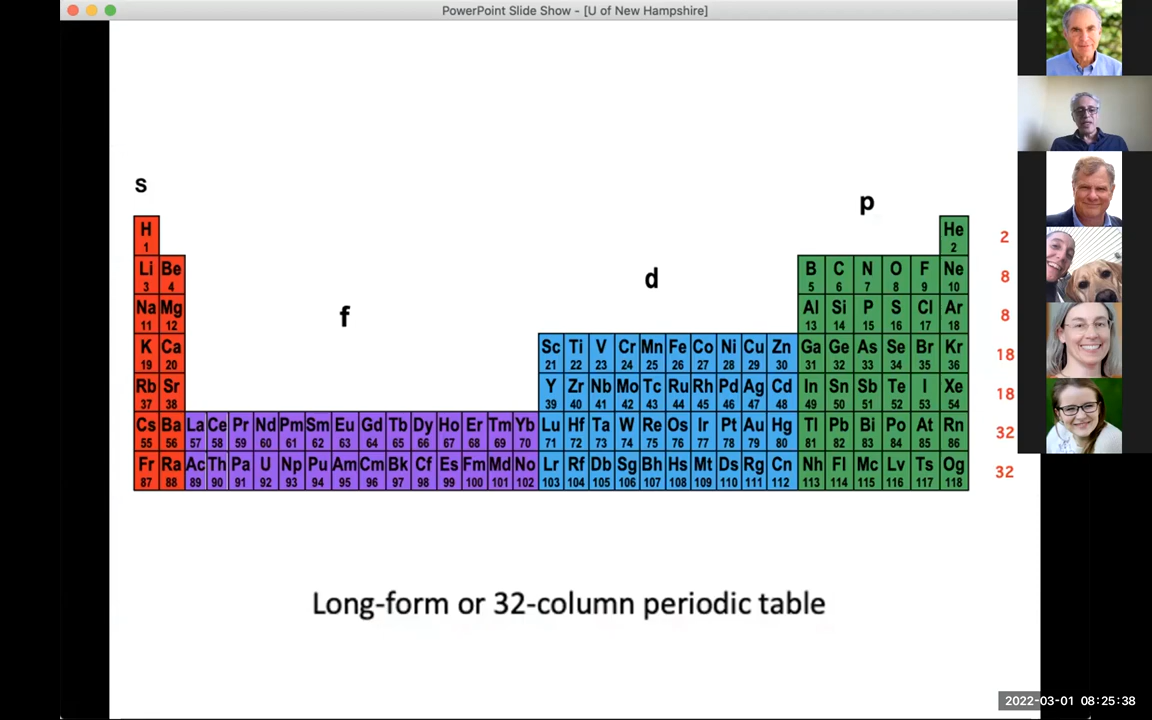 PowerPoint Slide Show - [U of New Hampshire]
s
p
H He 2
1 2
d
Li Be B C N O F Ne 8
3 4 5 6 7 8 9 10
f
Na Mg Al Si P S Cl Ar 8
11 12 13 14 15 16 17 18
K Ca Sc Ti V Cr Mn Fe Co Ni Cu Zn Ga Ge As Se Br Kr 18
19 20 21 22 23 24 25 26 27 28 29 30 31 32 33 34 35 36
Rb Sr Y Zr Nb Mo Tc Ru Rh Pd Ag Cd In Sn Sb Te I Xe 18
37 38 39 40 41 42 43 44 45 46 47 48 49 50 51 52 53 54
Cs Ba La Ce Pr Nd Pm Sm Eu Gd Tb Dy Ho Er Tm Yb Lu Hf Ta W Re Os Ir Pt Au Hg Tl Pb Bi Po At Rn 32
55 56 57 58 59 60 61 62 63 64 65 66 67 68 69 70 71 72 73 74 75 76 77 78 79 80 81 82 83 84 85 86
Fr Ra Ac Th Pa U Np Pu Am Cm Bk Cf Es Fm Md No Lr Rf Db Sg Bh Hs Mt Ds Rg Cn Nh Fl Mc Lv Ts Og 32
87 88 89 90 91 92 93 94 95 96 97 98 99 100 101 102 103 104 105 106 107 108 109 110 111 112 113 114 115 116 117 118
Long-form or 32-column periodic table
2022-03-01 08:25:38